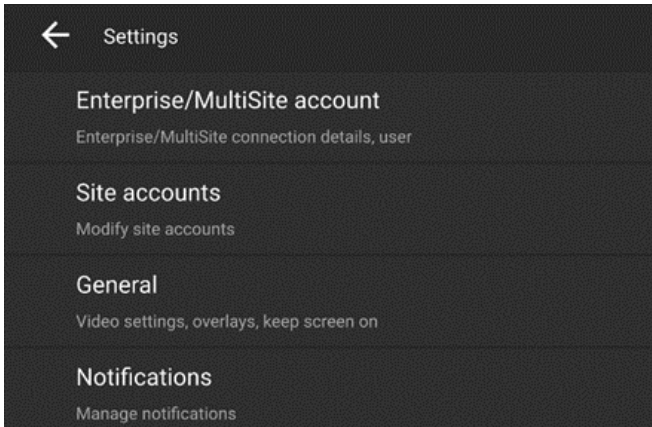 Settings
Enterprise/MultiSite account
Enterprise/MultiSite connection details, user
Site accounts
Modify site accounts
General
Video settings, overlays, keep screen on
Notifications
Manage notifications